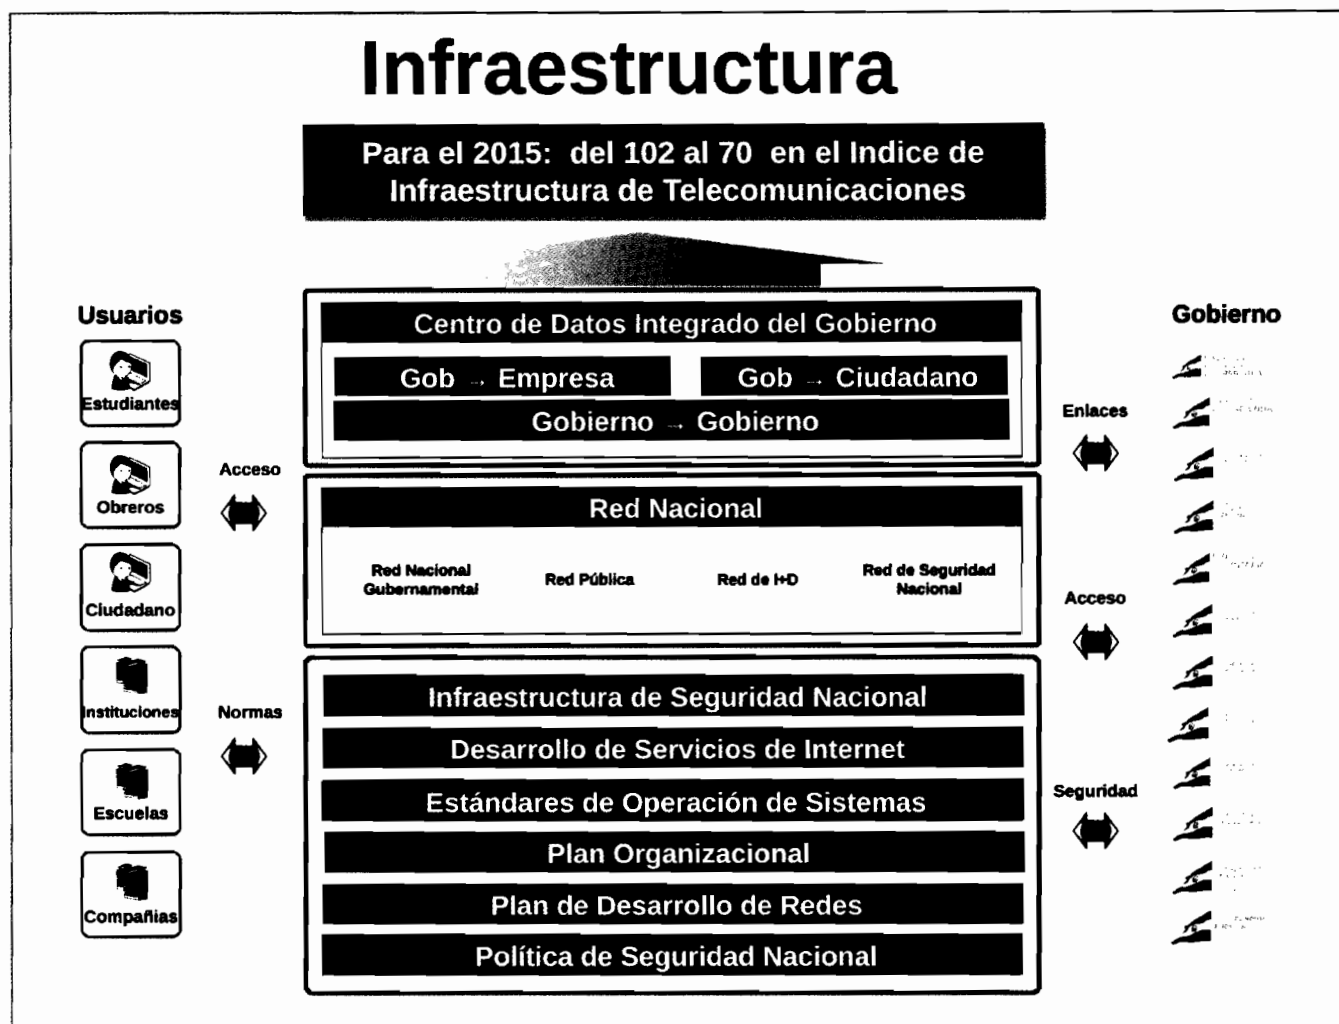 Infraestructura
Para el 2015: del 102 al 70 en el Indice de
Infraestructura de Telecomunicaciones
Usuarios
Estudiantes
Obreros
Ciudadano
Instituciones
Escuelas
Compañias
Acceso
Normas
Centro de Datos Integrado del Gobierno
Gob → Empresa
Gob → Ciudadano
Gobierno → Gobierno
Red Nacional
Red Nacional
Gubernamental
Red Pública
Red de I+D
Red de Seguridad
Nacional
Infraestructura de Seguridad Nacional
Desarrollo de Servicios de Internet
Estándares de Operación de Sistemas
Plan Organizacional
Plan de Desarrollo de Redes
Política de Seguridad Nacional
Enlaces
Acceso
Seguridad
Gobierno